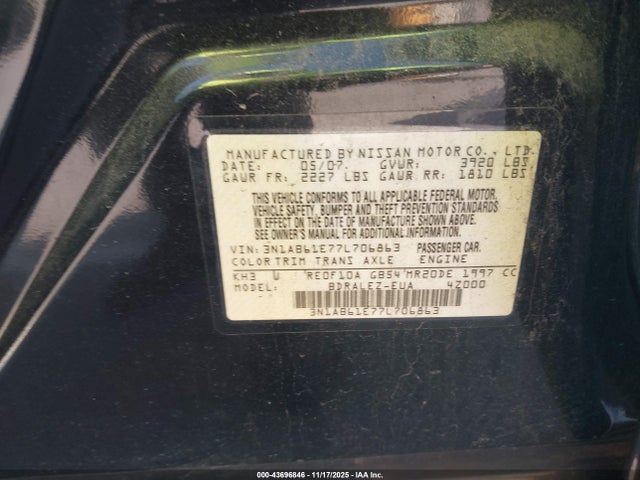 MANUFACTURED BY NISSAN MOTOR CO., LTD.
DATE: 05/07 GVWR: 3920 LBS
GAWR FR: 2227 LBS GAWR RR: 1810 LBS
THIS VEHICLE CONFORMS TO ALL APPLICABLE FEDERAL MOTOR
VEHICLE SAFETY, BUMPER AND THEFT PREVENTION STANDARDS
IN EFFECT ON THE DATE OF MANUFACTURE SHOWN ABOVE.
SEE OWNER'S MANUAL FOR ADDITIONAL INFORMATION
VIN: 3N1AB61E77L706863 PASSENGER CAR.
COLOR TRIM TRANS AXLE ENGINE
KH3 U RE0F10A GB54 MR20DE 1997 CC
MODEL: BDRALEZ-EUA 4Z000
3N1AB61E77L706863
000-43696846 - 11/17/2025 - IAA Inc.